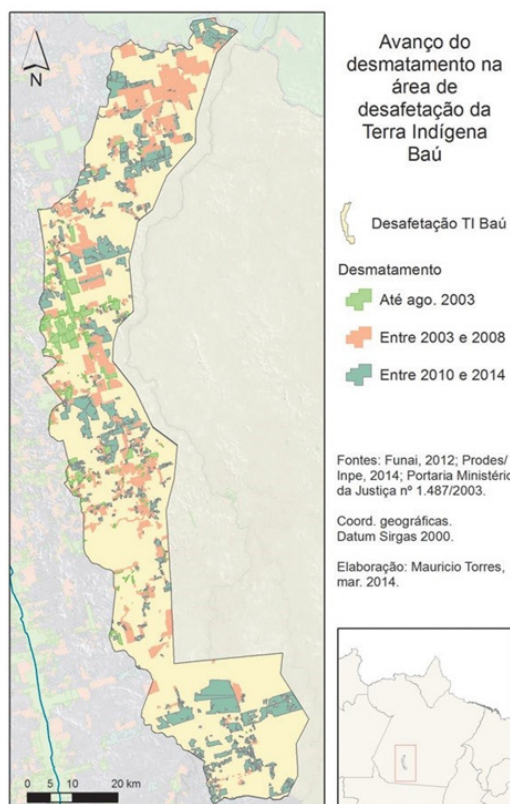 N
Avanço do
desmatamento na
área de
desafetação da
Terra Indígena
Baú
Desafetação TI Baú
Desmatamento
Até ago. 2003
Entre 2003 e 2008
Entre 2010 e 2014
Fontes: Funai, 2012; Prodes/
Inpe, 2014; Portaria Ministério
da Justiça nº 1.487/2003.
Coord. geográficas.
Datum Sirgas 2000.
Elaboração: Mauricio Torres,
mar. 2014.
0 5 10 20 km